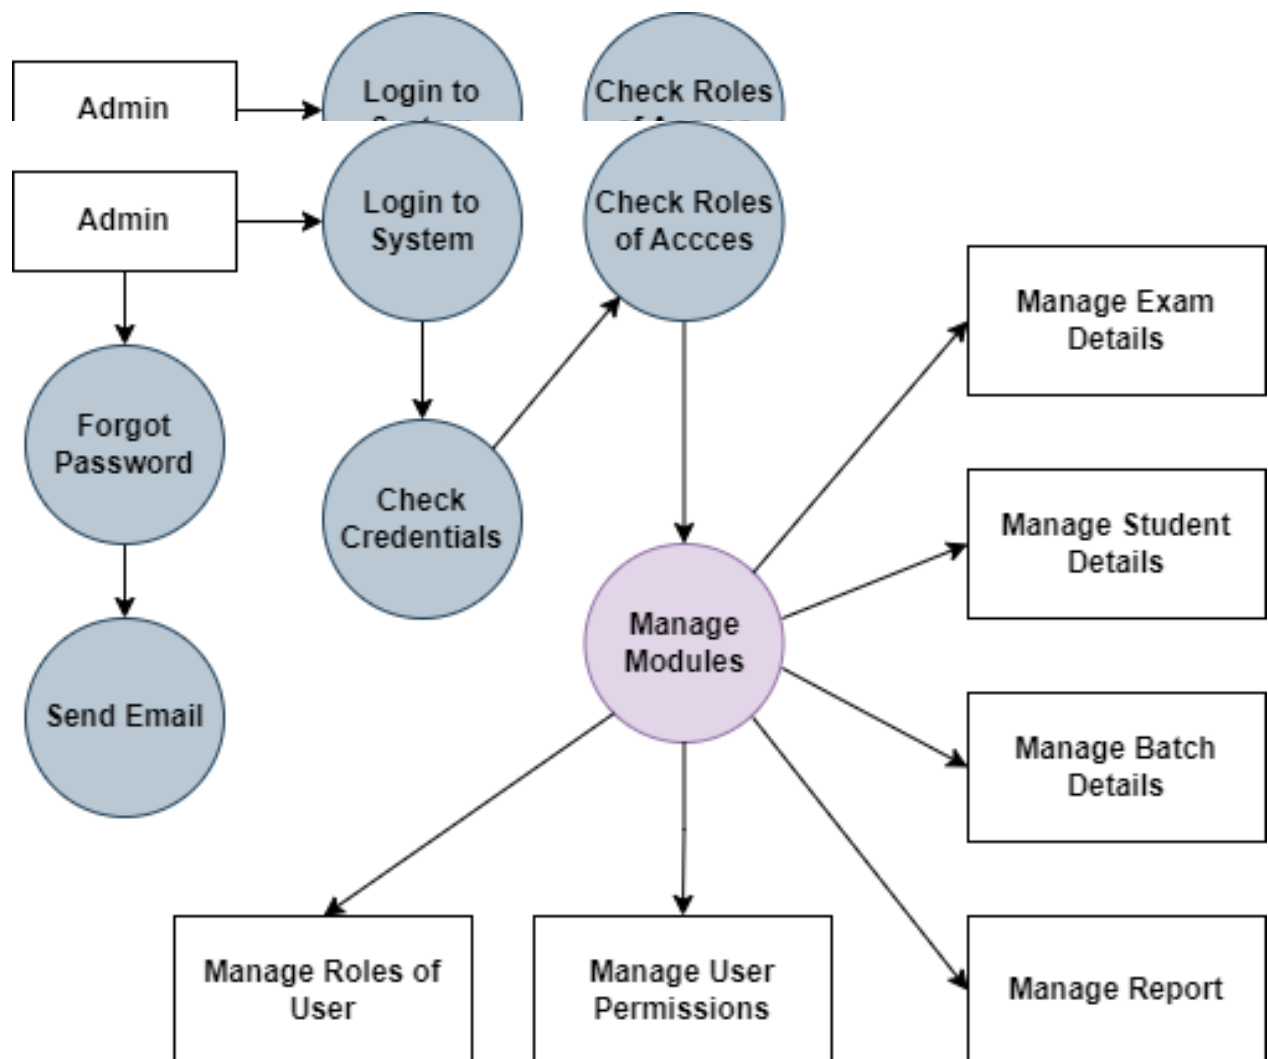 Admin
Login to
Check Roles
Admin
Login to
System
Check Roles
of Accces
Manage Exam
Details
Forgot
Password
Check
Credentials
Manage Student
Details
Manage
Modules
Send Email
Manage Batch
Details
Manage Roles of
User
Manage User
Permissions
Manage Report